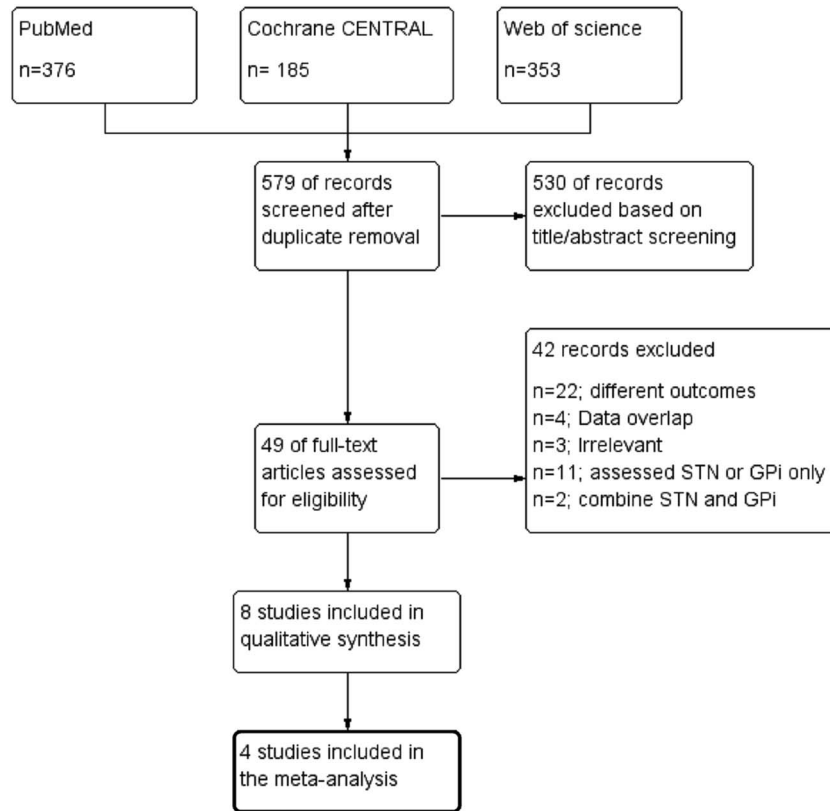 PubMed
n=376
Cochrane CENTRAL
n= 185
Web of science
n=353
579 of records
screened after
duplicate removal
530 of records
excluded based on
title/abstract screening
42 records excluded
n=22; different outcomes
n=4; Data overlap
n=3; Irrelevant
n=11; assessed STN or GPi only
n=2; combine STN and GPi
49 of full-text
articles assessed
for eligibility
8 studies included in
qualitative synthesis
4 studies included in
the meta-analysis